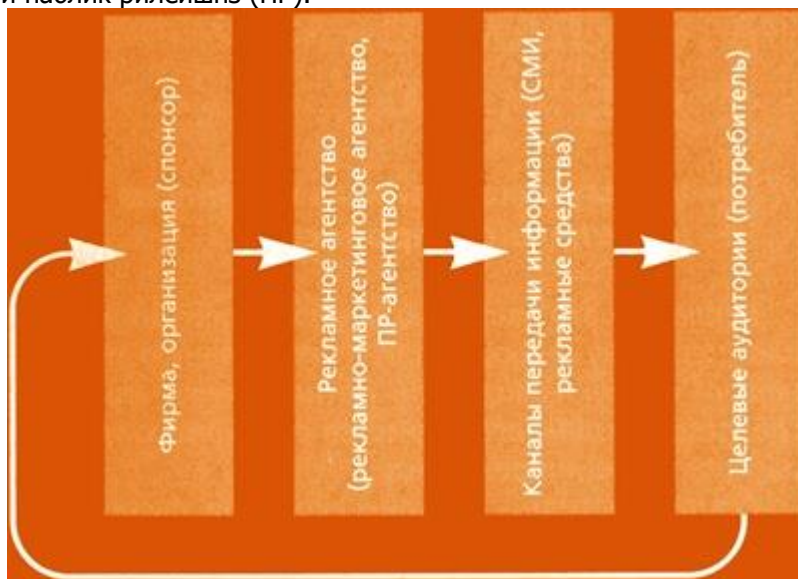 и паблик рилейшнз (ПР).
Фирма, организация (спонсор)
Рекламное агентство
(рекламно-маркетинговое агентство,
ПР-агентство)
Каналы передачи информации (СМИ,
рекламные средства)
Целевые аудитории (потребитель)